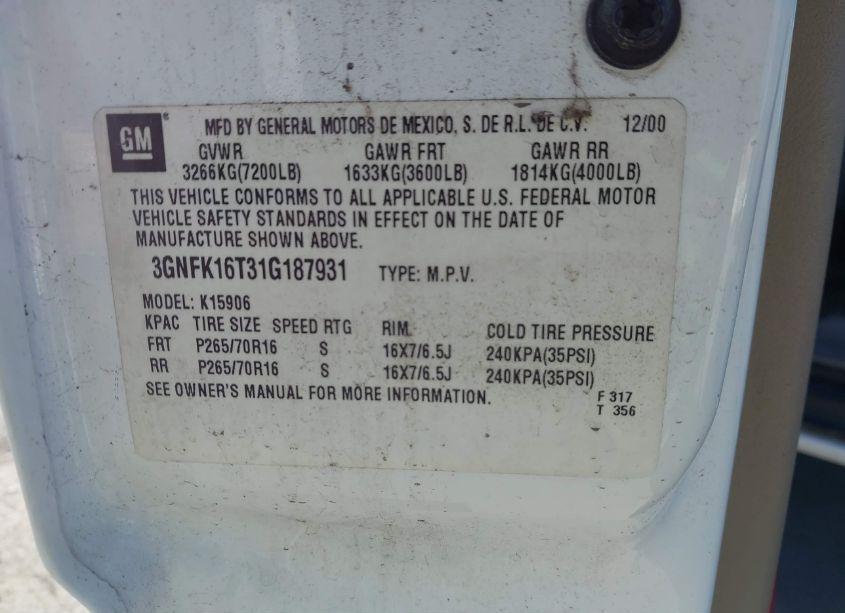 GM® MFD BY GENERAL MOTORS DE MEXICO, S. DE R.L. DE C.V. 12/00
GVWR GAWR FRT GAWR RR
3266KG(7200LB) 1633KG(3600LB) 1814KG(4000LB)
THIS VEHICLE CONFORMS TO ALL APPLICABLE U.S. FEDERAL MOTOR
VEHICLE SAFETY STANDARDS IN EFFECT ON THE DATE OF
MANUFACTURE SHOWN ABOVE.
3GNFK16T31G187931 TYPE: M.P.V.
MODEL: K15906
KPAC TIRE SIZE SPEED RTG RIM COLD TIRE PRESSURE
FRT P265/70R16 S 16X7/6.5J 240KPA(35PSI)
RR P265/70R16 S 16X7/6.5J 240KPA(35PSI)
SEE OWNER'S MANUAL FOR MORE INFORMATION. F 317
T 356